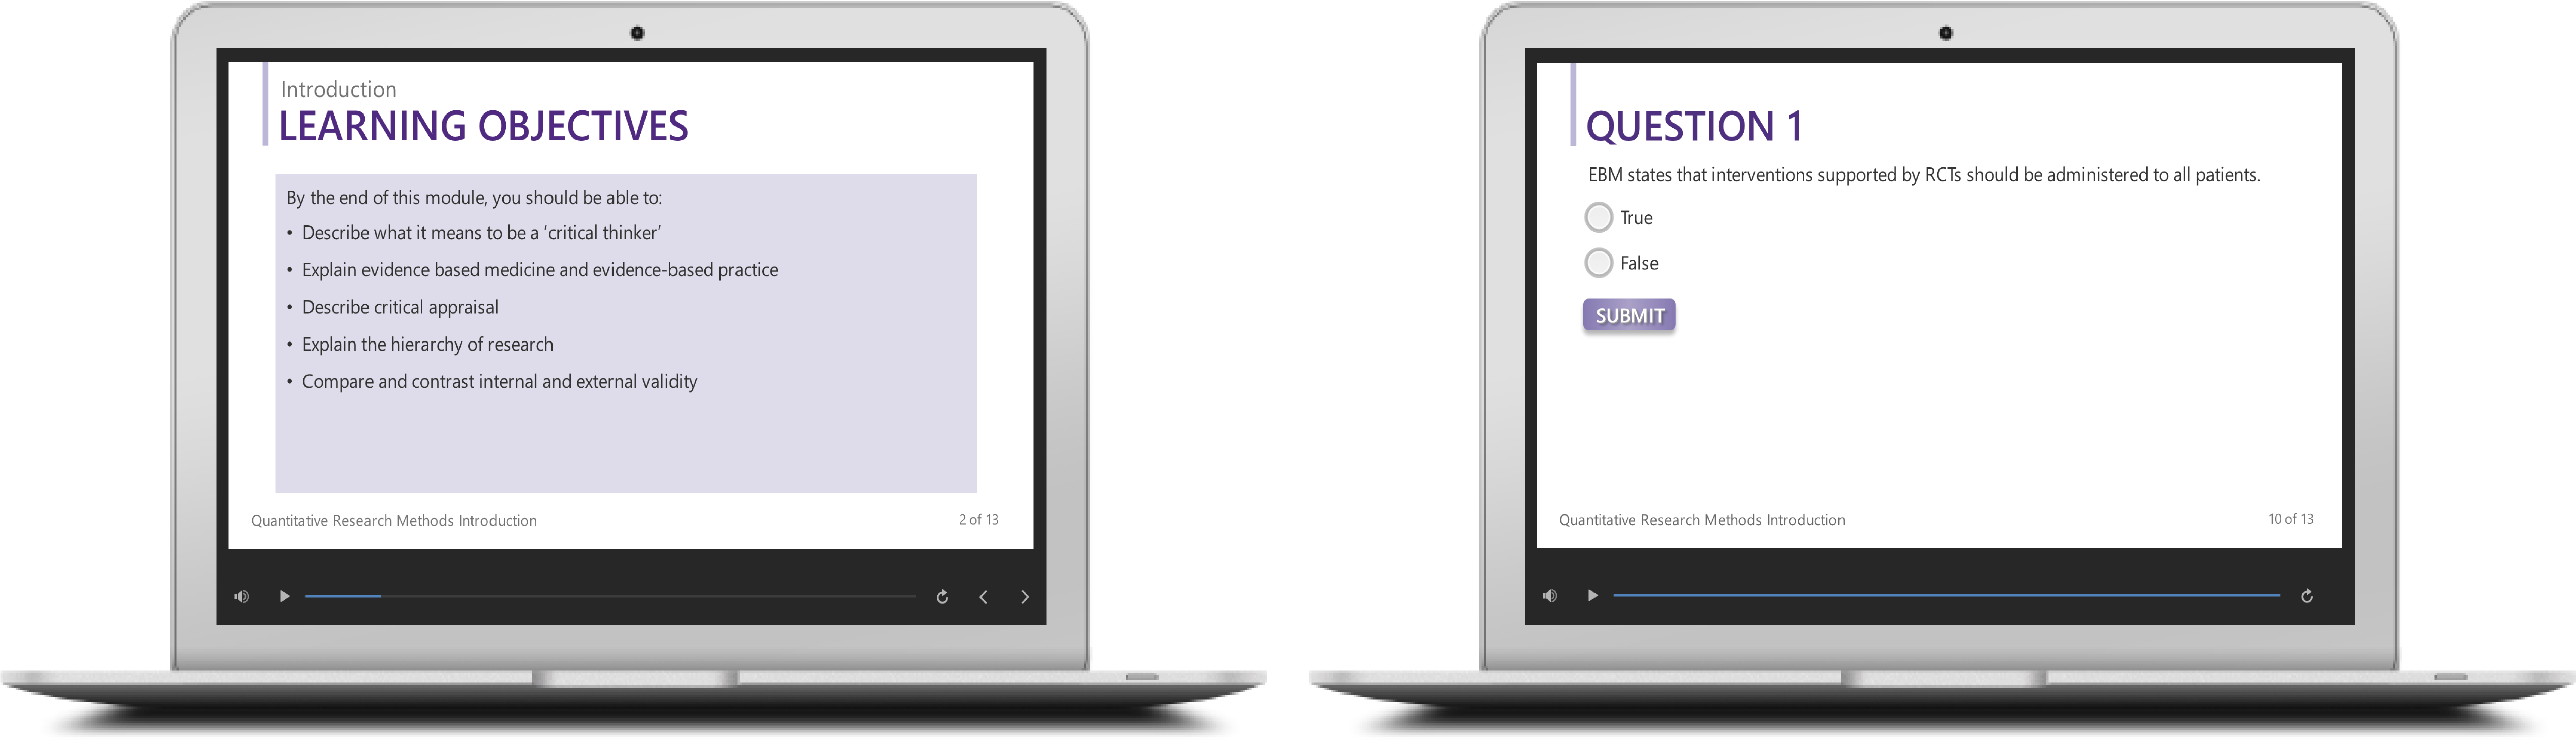 Introduction
LEARNING OBJECTIVES
By the end of this module, you should be able to:
• Describe what it means to be a ‘critical thinker’
• Explain evidence based medicine and evidence-based practice
• Describe critical appraisal
• Explain the hierarchy of research
• Compare and contrast internal and external validity
Quantitative Research Methods Introduction
2 of 13
QUESTION 1
EBM states that interventions supported by RCTs should be administered to all patients.
True
False
SUBMIT
Quantitative Research Methods Introduction
10 of 13